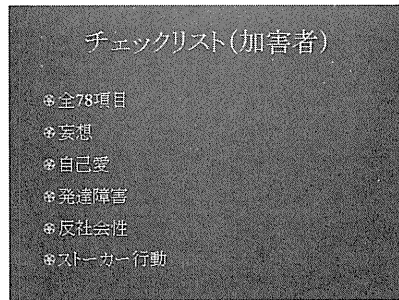 チェックリスト(加害者)
全78項目
妄想
自己愛
発達障害
反社会性
ストーカー行動